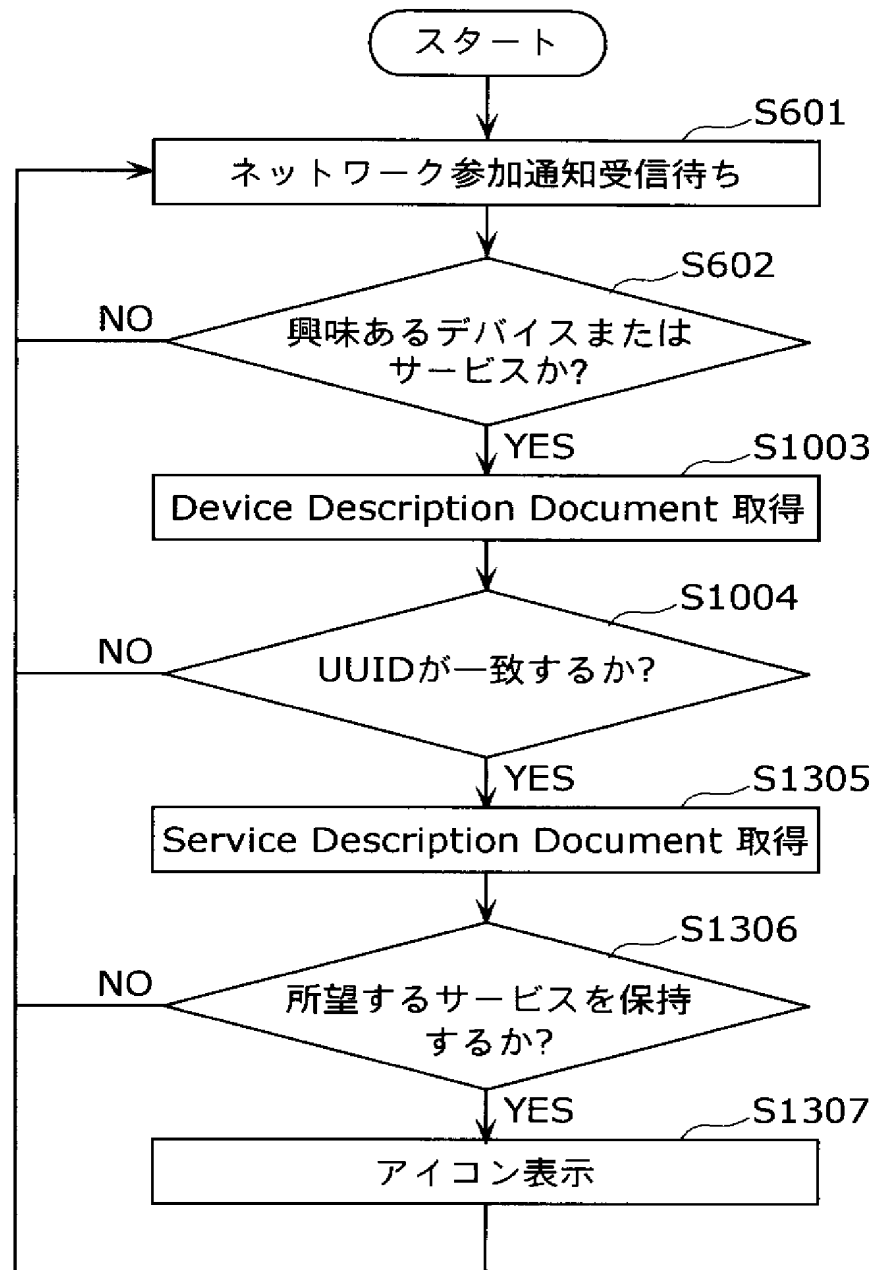 スタート
S601
ネットワーク参加通知受信待ち
S602
NO
興味あるデバイスまたは
サービスか?
YES
S1003
Device Description Document 取得
S1004
NO
UUIDが一致するか?
YES
S1305
Service Description Document 取得
S1306
NO
所望するサービスを保持
するか?
YES
S1307
アイコン表示